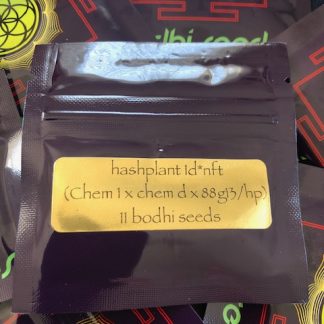 hashplant 1d*nft
(Chem 1 x chem d x 88g13/hp)
11 bodhi seeds